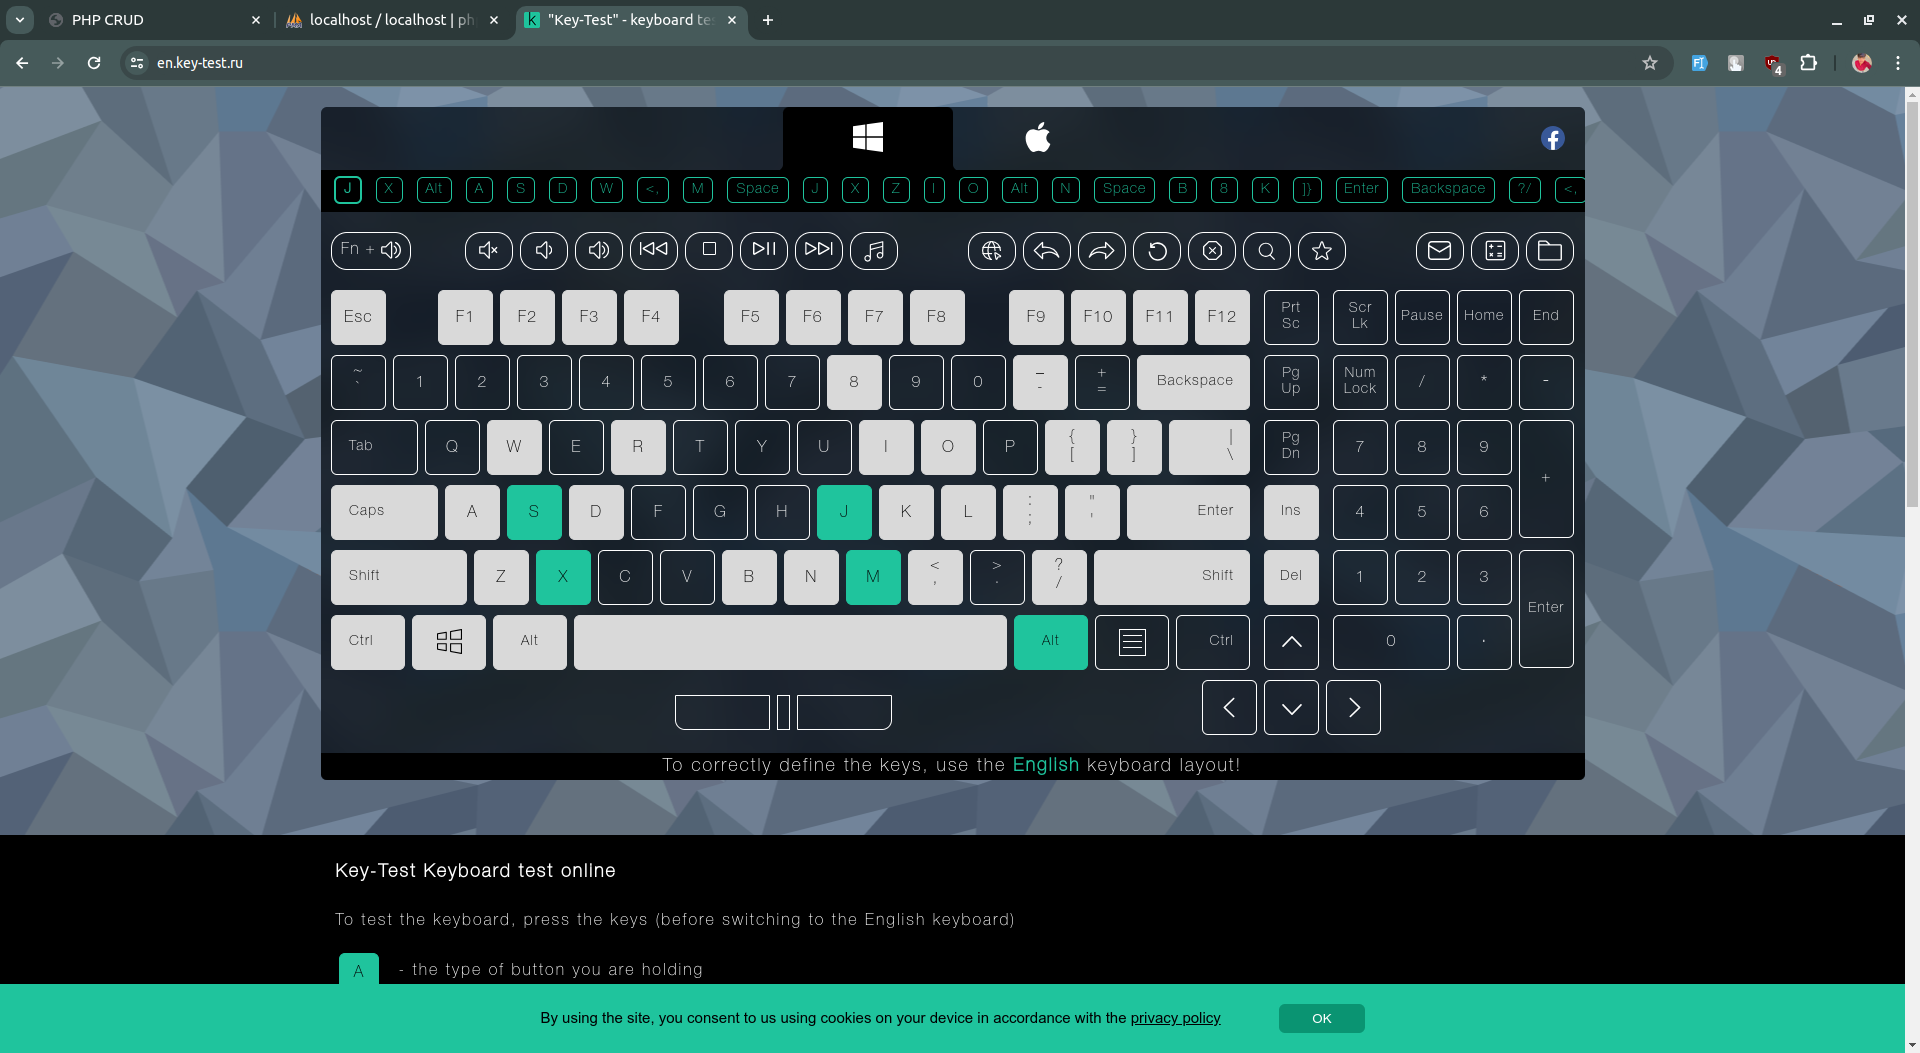 PHP CRUD
localhost / localhost | ph
"Key-Test" - keyboard te
en.key-test.ru
4
J X Alt A S D W <, M Space J X Z I O Alt N Space B 8 K ]} Enter Backspace ?/ <,
Fn +
Esc F1 F2 F3 F4 F5 F6 F7 F8 F9 F10 F11 F12 Prt Sc Scr Lk Pause Home End
~ ` 1 2 3 4 5 6 7 8 9 0 _ - + = Backspace Pg Up Num Lock / * -
Tab Q W E R T Y U I O P { [ } ] | \ Pg Dn 7 8 9 +
Caps A S D F G H J K L : ; " ' Enter Ins 4 5 6
Shift Z X C V B N M < , > . ? / Shift Del 1 2 3 Enter
Ctrl Alt Alt Ctrl 0 .
To correctly define the keys, use the English keyboard layout!
Key-Test Keyboard test online
To test the keyboard, press the keys (before switching to the English keyboard)
A - the type of button you are holding
By using the site, you consent to us using cookies on your device in accordance with the privacy policy OK